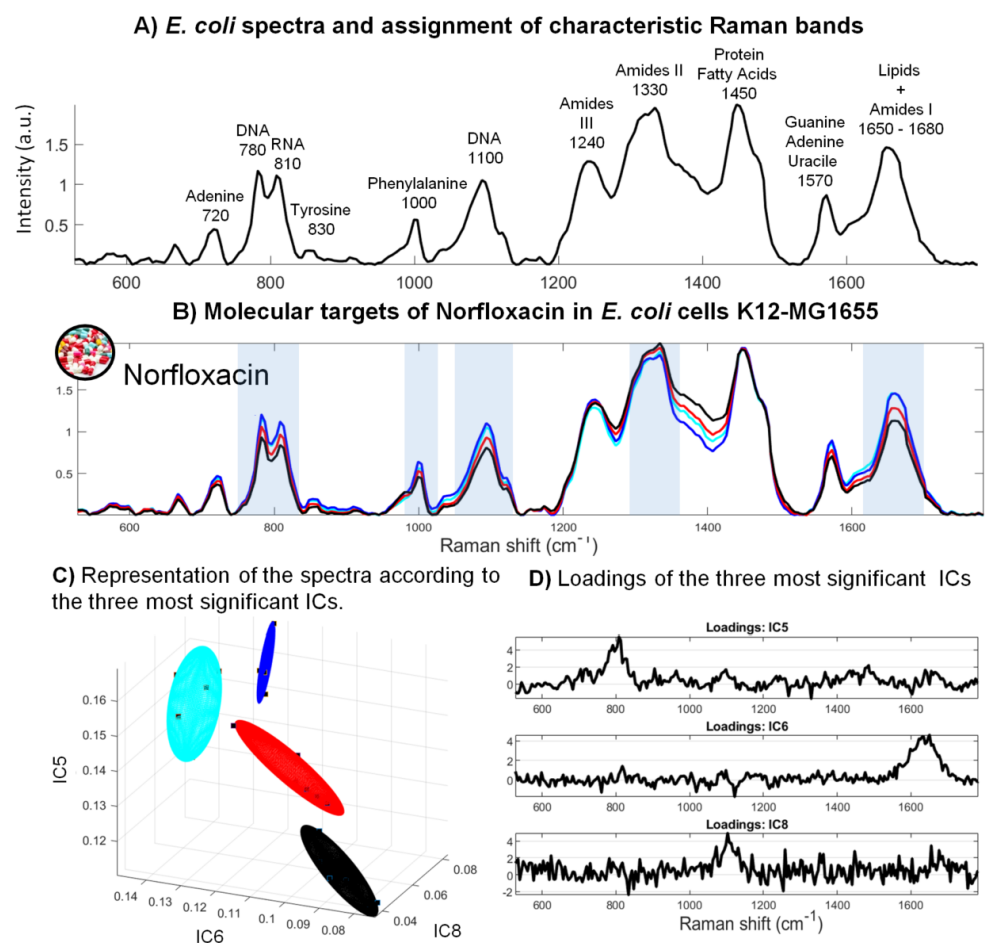 A) E. coli spectra and assignment of characteristic Raman bands
Intensity (a.u.)
1.5
1
0.5
Adenine
720
DNA
780
RNA
810
Tyrosine
830
Phenylalanine
1000
DNA
1100
Amides
III
1240
Amides II
1330
Protein
Fatty Acids
1450
Guanine
Adenine
Uracile
1570
Lipids
+
Amides I
1650 - 1680
600 800 1000 1200 1400 1600
B) Molecular targets of Norfloxacin in E. coli cells K12-MG1655
Norfloxacin
1.5
1
0.5
600 800 1000 1200 1400 1600
Raman shift (cm⁻¹)
C) Representation of the spectra according to
the three most significant ICs.
IC5
0.16
0.15
0.14
0.13
0.12
0.14 0.13 0.12 0.11 0.1 0.09 0.08
IC6
0.04
0.06
0.08
IC8
D) Loadings of the three most significant ICs
Loadings: IC5
4
2
0
600 800 1000 1200 1400 1600
Loadings: IC6
4
2
0
600 800 1000 1200 1400 1600
Loadings: IC8
4
2
0
-2
600 800 1000 1200 1400 1600
Raman shift (cm⁻¹)